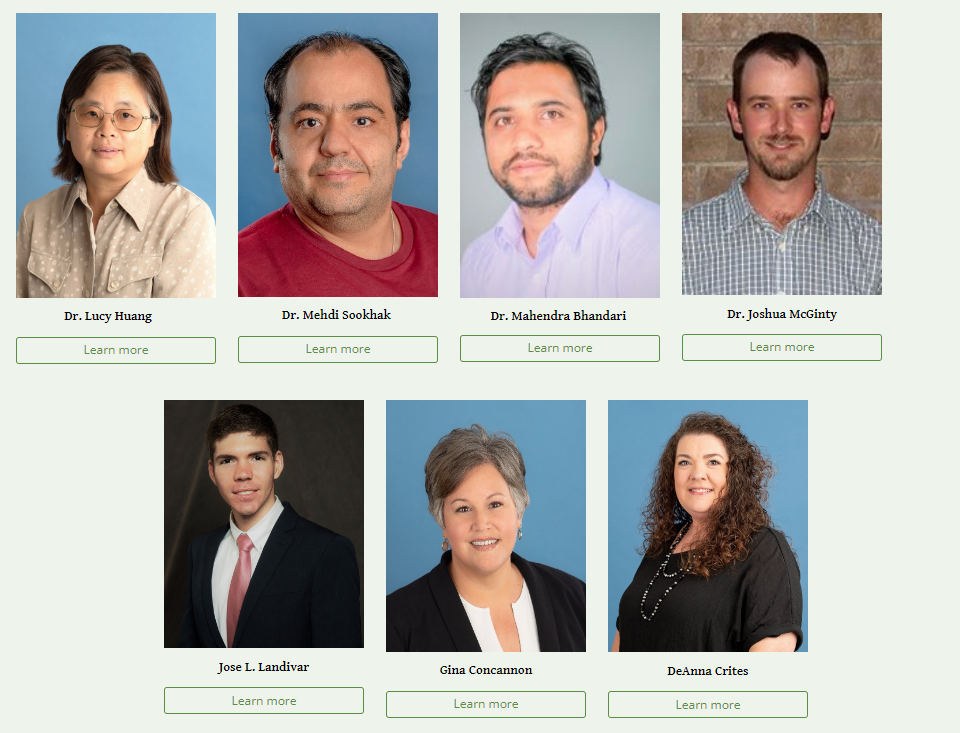 Dr. Lucy Huang
Dr. Mehdi Sookhak
Dr. Mahendra Bhandari
Dr. Joshua McGinty
Learn more
Learn more
Learn more
Learn more
Jose L. Landivar
Gina Concannon
DeAnna Crites
Learn more
Learn more
Learn more